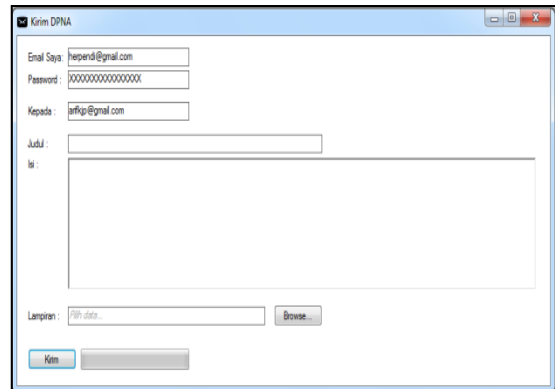 Kirim DPNA
Email Saya: herpendi@gmail.com
Password : XXXXXXXXXXXXXXXX
Kepada : arifkjp@gmail.com
Judul :
Isi :
Lampiran : Pilih data... Browse...
Kirim